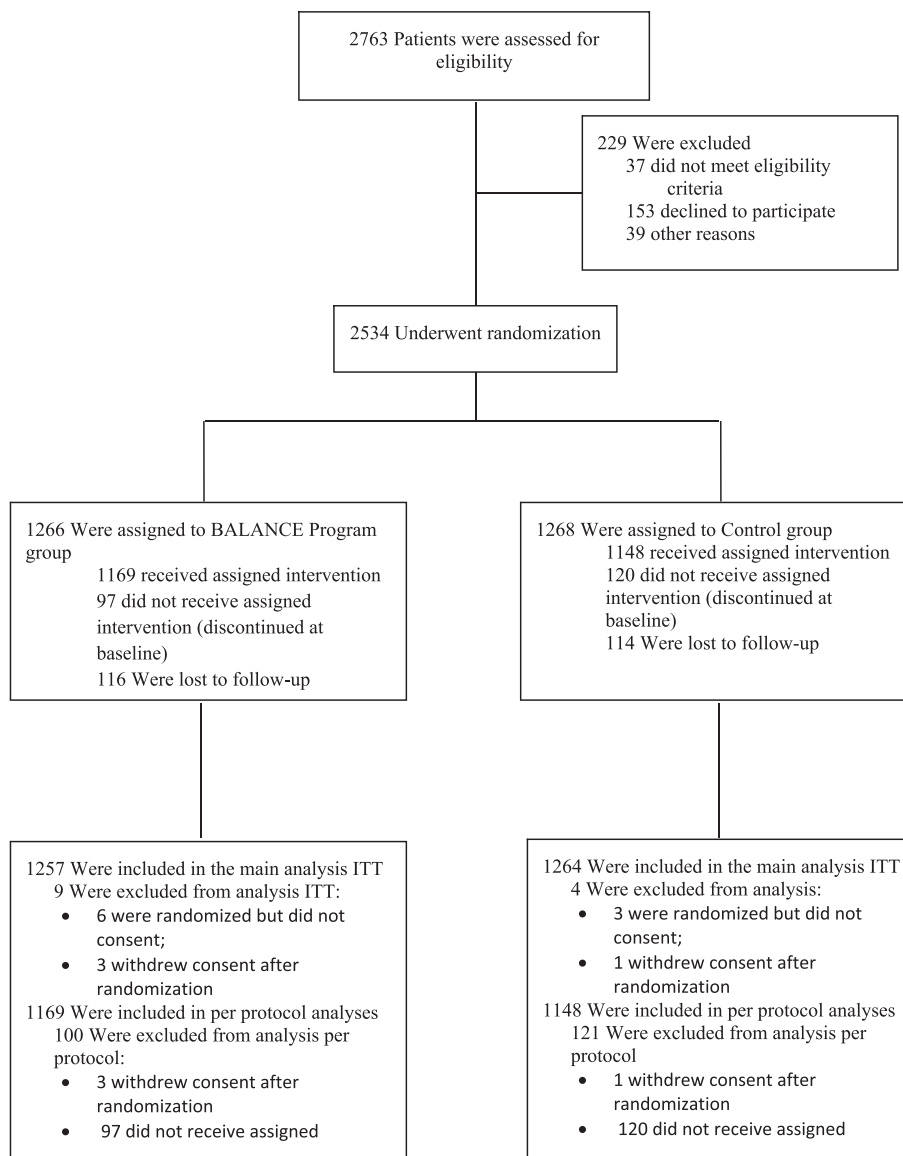 2763 Patients were assessed for
eligibility
229 Were excluded
37 did not meet eligibility
criteria
153 declined to participate
39 other reasons
2534 Underwent randomization
1266 Were assigned to BALANCE Program
group
1169 received assigned intervention
97 did not receive assigned
intervention (discontinued at
baseline)
116 Were lost to follow-up
1268 Were assigned to Control group
1148 received assigned intervention
120 did not receive assigned
intervention (discontinued at
baseline)
114 Were lost to follow-up
1257 Were included in the main analysis ITT
9 Were excluded from analysis ITT:
• 6 were randomized but did not
consent;
• 3 withdrew consent after
randomization
1169 Were included in per protocol analyses
100 Were excluded from analysis per
protocol:
• 3 withdrew consent after
randomization
• 97 did not receive assigned
1264 Were included in the main analysis ITT
4 Were excluded from analysis:
• 3 were randomized but did not
consent;
• 1 withdrew consent after
randomization
1148 Were included in per protocol analyses
121 Were excluded from analysis per
protocol
• 1 withdrew consent after
randomization
• 120 did not receive assigned